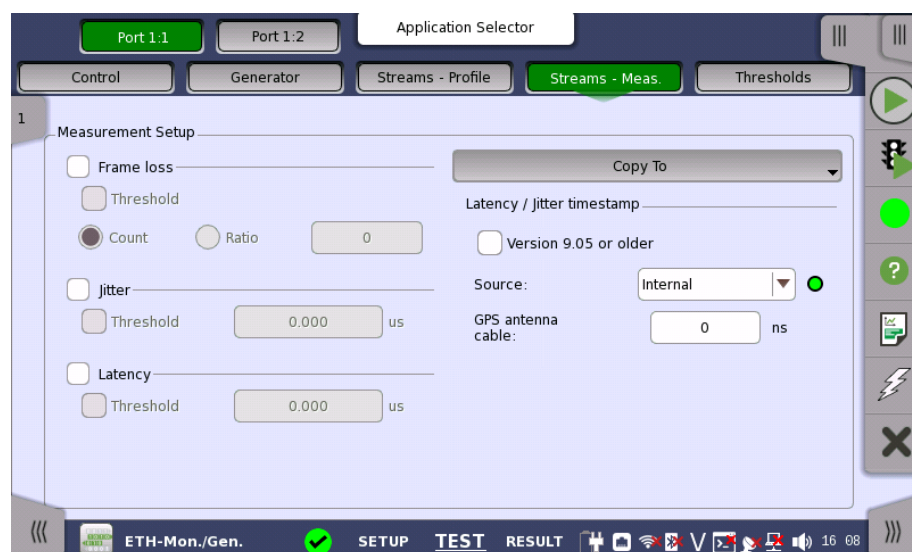 Port 1:1
Port 1:2
Application Selector
Control
Generator
Streams - Profile
Streams - Meas.
Thresholds
1
Measurement Setup
Frame loss
Threshold
Count
Ratio
0
Jitter
Threshold
0.000
us
Latency
Threshold
0.000
us
Copy To
Latency / Jitter timestamp
Version 9.05 or older
Source:
Internal
GPS antenna
cable:
0
ns
ETH-Mon./Gen.
SETUP
TEST
RESULT
V
16 08